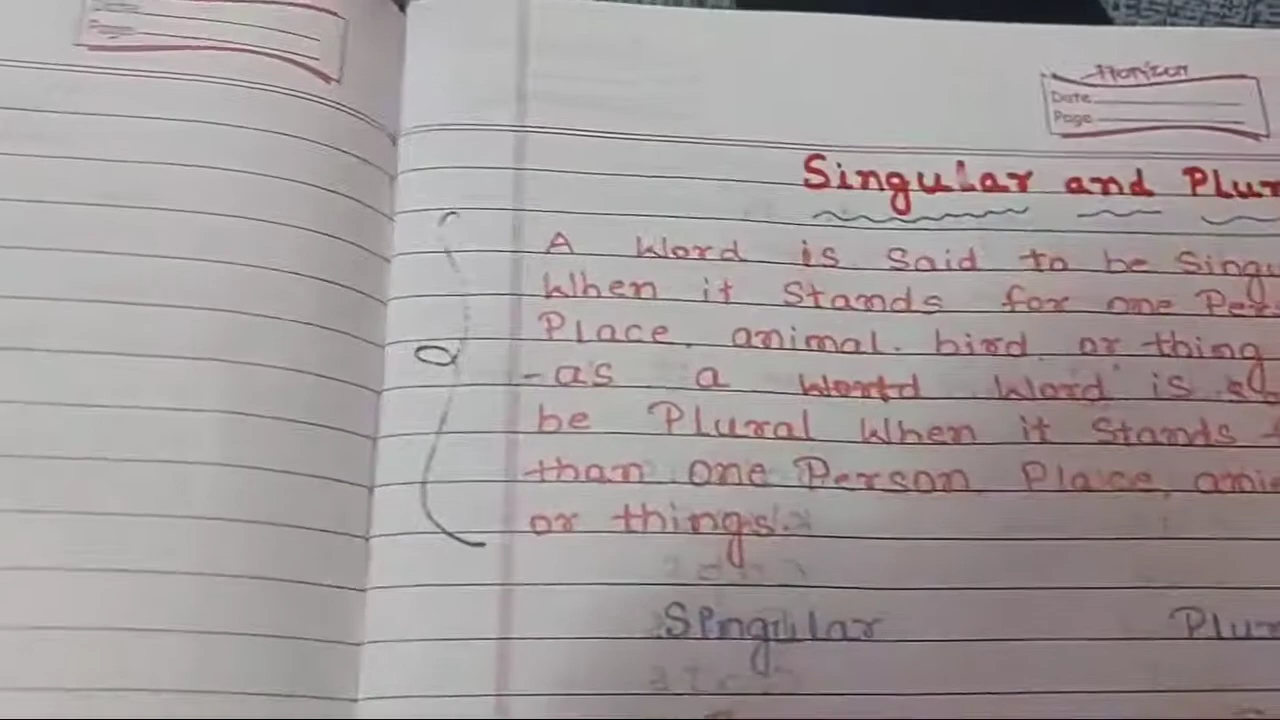 Date
Page
Horizon
Date
Page
Singular and Plur
A Word is Said to be Singu
When it Stands for one Per
Place. animal. bird. or thing
-as a Word is
be Plural When it Stands
than one Person Place, ani
or things.
Singular Plur